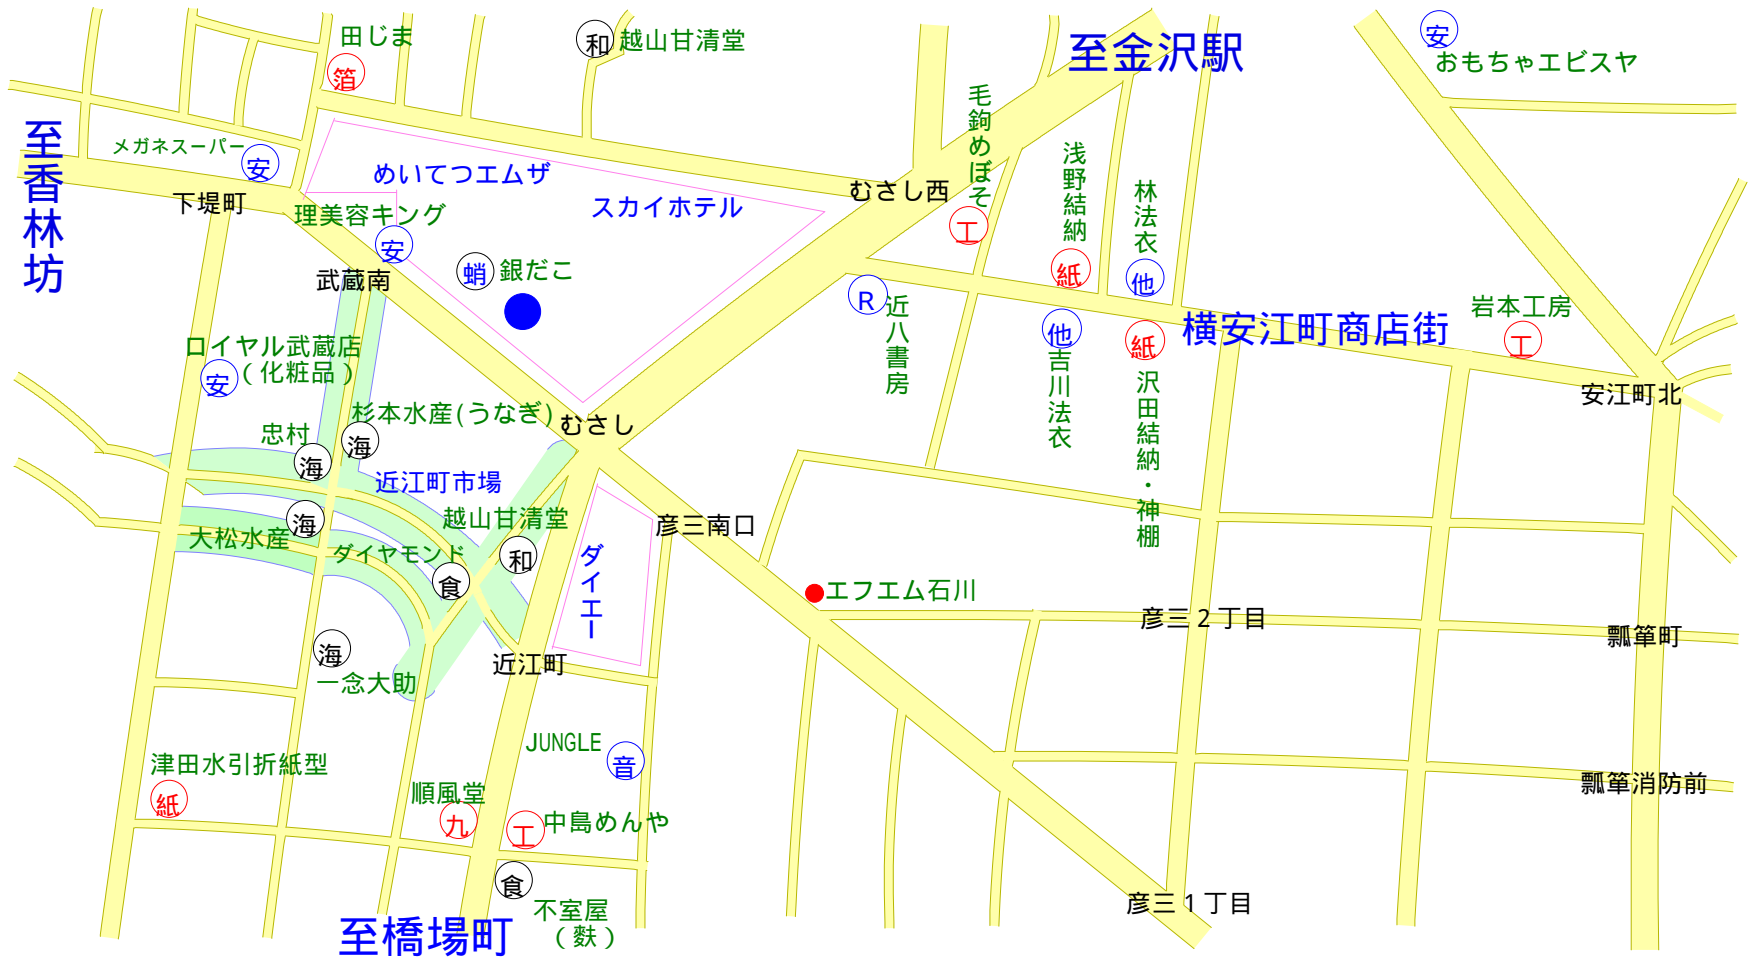 田じま
箔
和
越山甘清堂
至金沢駅
安
おもちゃエビスヤ
至香林坊
メガネスーパー
安
めいてつエムザ
スカイホテル
むさし西
毛鉤めぼそ
工
浅野結納
紙
林法衣
他
下堤町
理美容キング
安
武蔵南
蛸
銀だこ
R
近八書房
他
吉川法衣
紙
沢田結納・神棚
横安江町商店街
岩本工房
工
安江町北
ロイヤル武蔵店
（化粧品）
安
杉本水産(うなぎ)
海
忠村
海
むさし
近江町市場
海
大松水産
越山甘清堂
和
ダイヤモンド
食
ダイエー
彦三南口
エフエム石川
彦三２丁目
瓢箪町
海
一念大助
近江町
津田水引折紙型
紙
JUNGLE
音
順風堂
九
工
中島めんや
食
不室屋
（麩）
瓢箪消防前
彦三１丁目
至橋場町